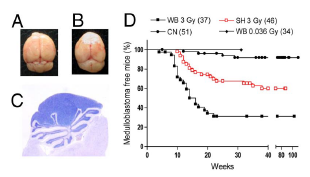 A
B
C
D
WB 3 Gy (37)
SH 3 Gy (46)
CN (51)
WB 0.036 Gy (34)
Medulloblastoma free mice (%)
100
80
60
40
20
0
0 10 20 30 40 80 100
Weeks